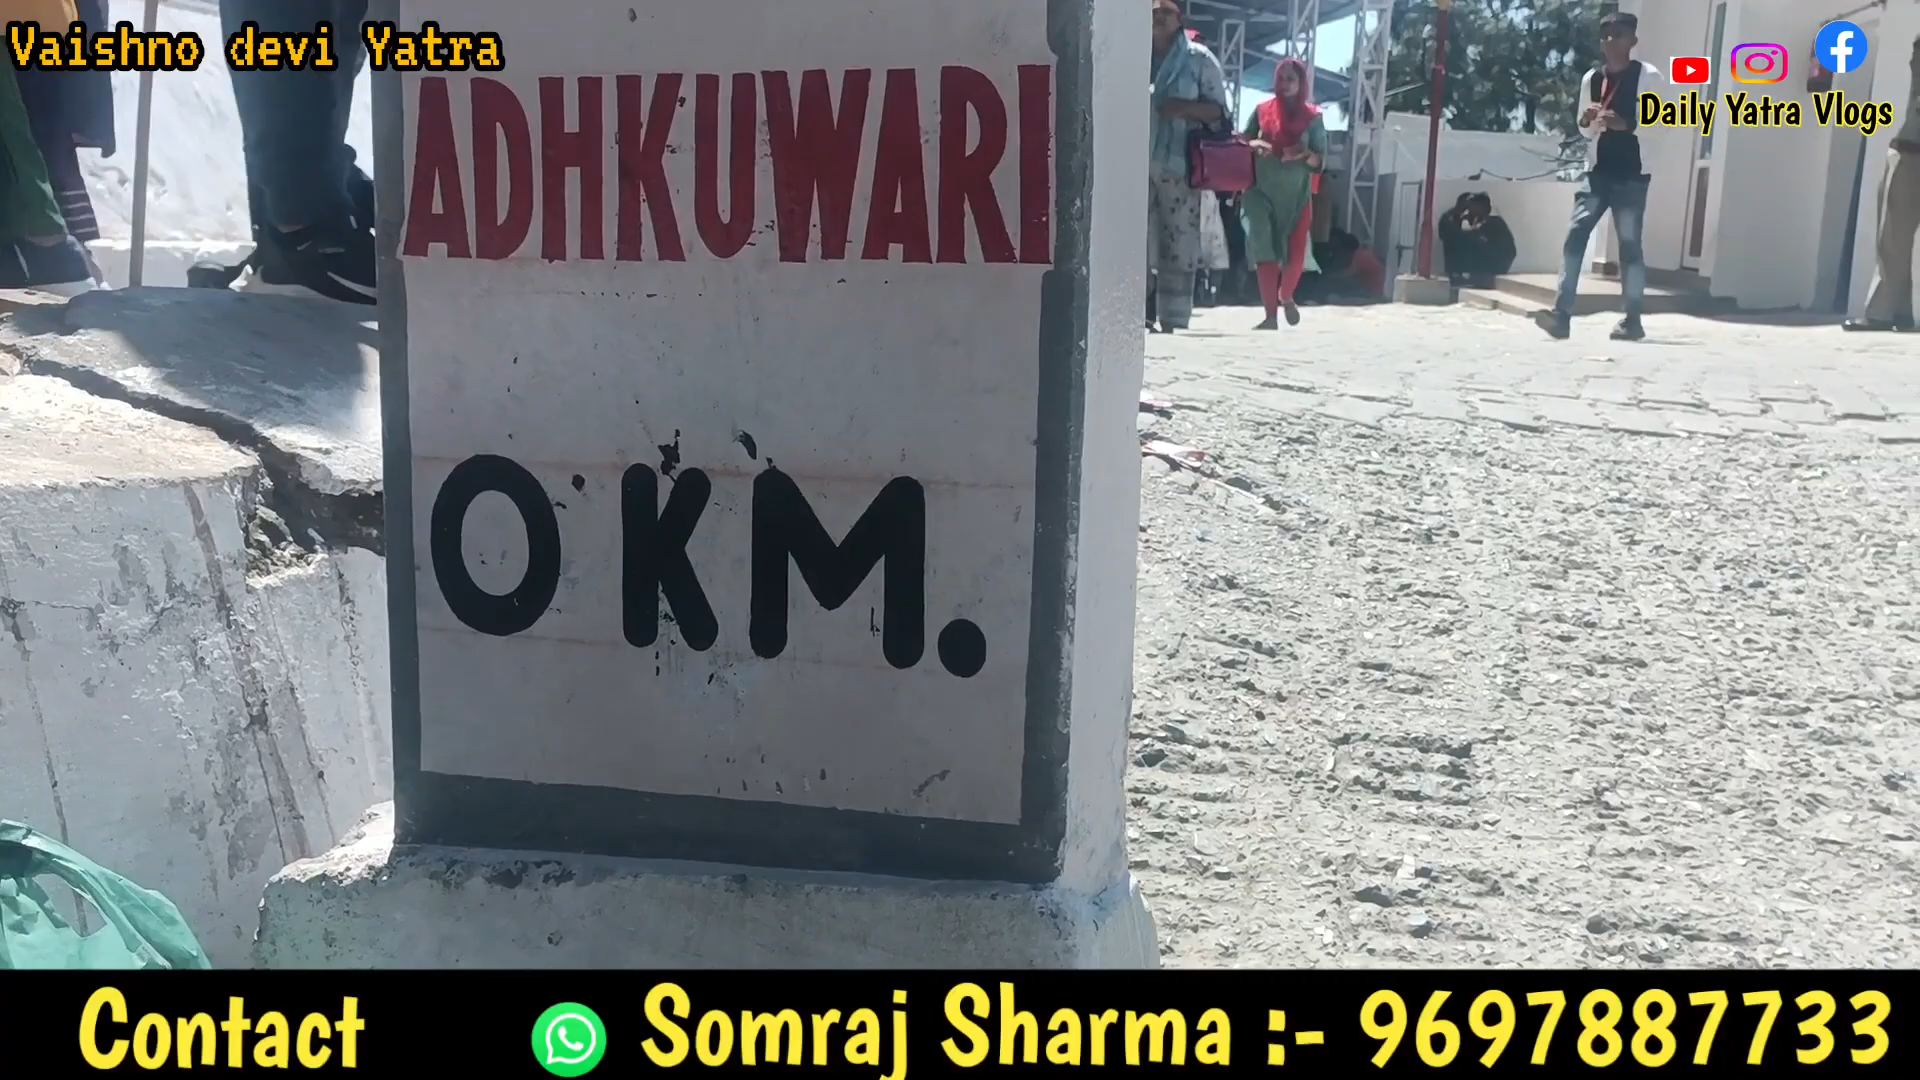 Vaishno devi Yatra
Daily Yatra Vlogs
ADHKUWARI
0 KM.
Contact Somraj Sharma :- 9697887733